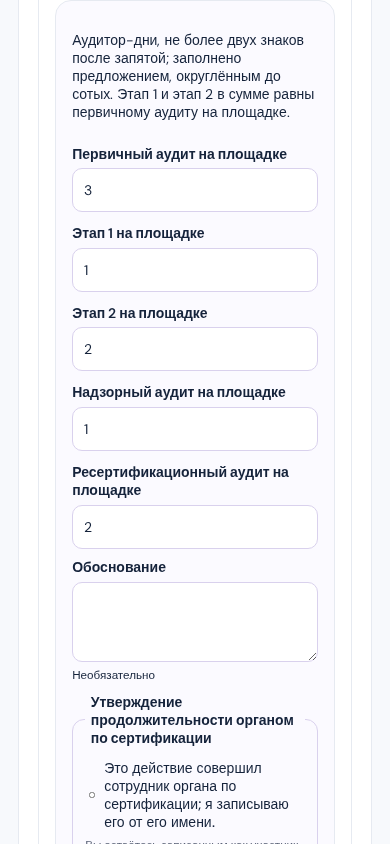 Аудитор-дни, не более двух знаков
после запятой; заполнено
предложением, округлённым до
сотых. Этап 1 и этап 2 в сумме равны
первичному аудиту на площадке.
Первичный аудит на площадке
3
Этап 1 на площадке
1
Этап 2 на площадке
2
Надзорный аудит на площадке
1
Ресертификационный аудит на
площадке
2
Обоснование
Необязательно
Утверждение
продолжительности органом
по сертификации
Это действие совершил
сотрудник органа по
сертификации; я записываю
его от его имени.